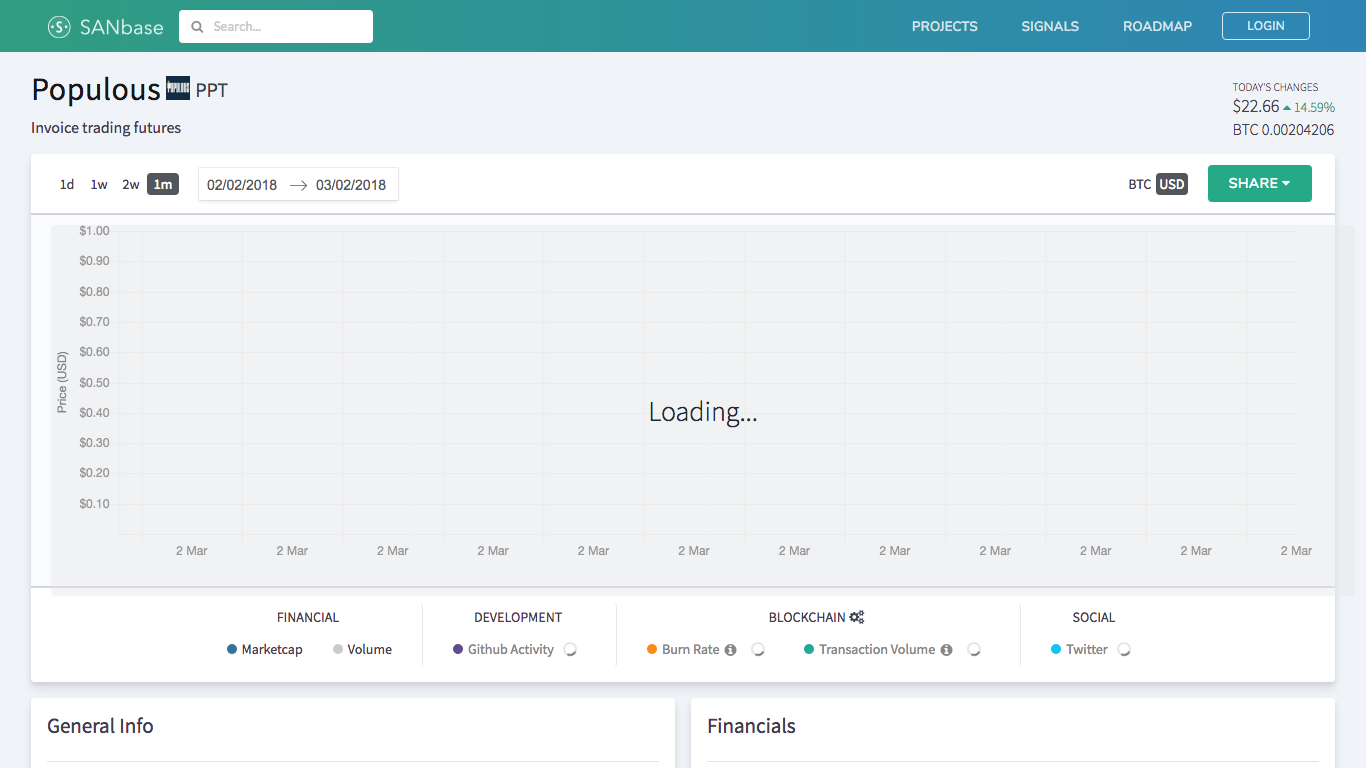 SANbase Search... PROJECTS SIGNALS ROADMAP LOGIN
Populous POPULOUS PPT
Invoice trading futures
TODAY'S CHANGES
$22.66 14.59%
BTC 0.00204206
1d 1w 2w 1m 02/02/2018 → 03/02/2018 BTC USD SHARE
$1.00
$0.90
$0.80
$0.70
$0.60
$0.50
$0.40
$0.30
$0.20
$0.10
Price (USD)
Loading...
2 Mar 2 Mar 2 Mar 2 Mar 2 Mar 2 Mar 2 Mar 2 Mar 2 Mar 2 Mar 2 Mar 2 Mar
FINANCIAL DEVELOPMENT BLOCKCHAIN SOCIAL
Marketcap Volume Github Activity Burn Rate Transaction Volume Twitter
General Info Financials